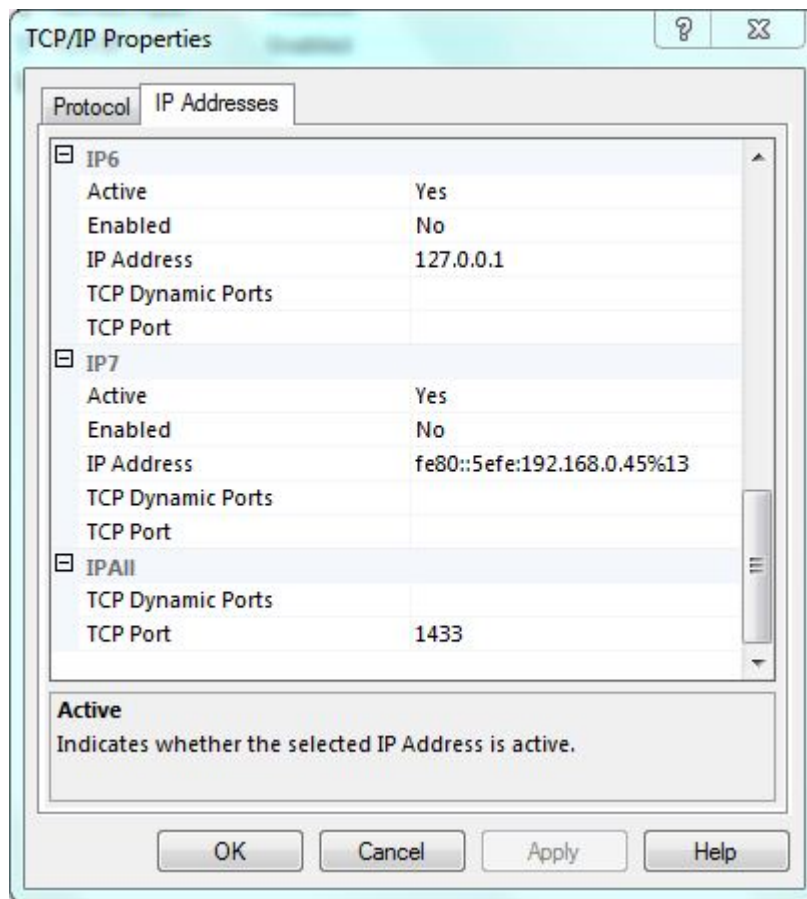 TCP/IP Properties
Protocol IP Addresses
IP6
Active Yes
Enabled No
IP Address 127.0.0.1
TCP Dynamic Ports
TCP Port
IP7
Active Yes
Enabled No
IP Address fe80::5efe:192.168.0.45%13
TCP Dynamic Ports
TCP Port
IPAll
TCP Dynamic Ports
TCP Port 1433
Active
Indicates whether the selected IP Address is active.
OK Cancel Apply Help